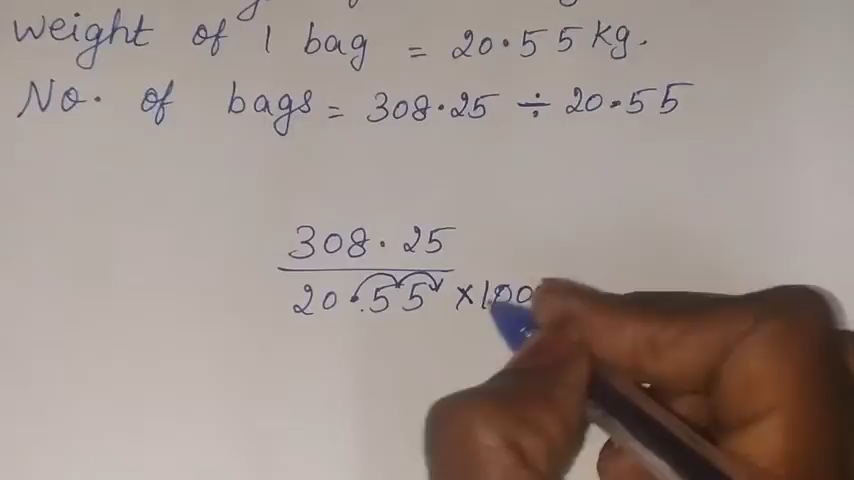 Weight of 1 bag = 20.55 kg.
No. of bags = 308.25 ÷ 20.55
308.25
20.55 ×100